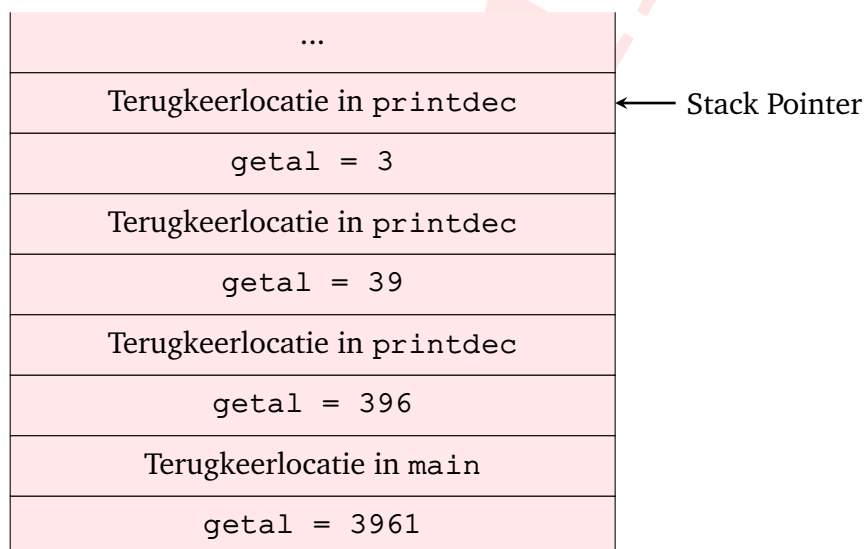 ...
Terugkeerlocatie in printdec
Stack Pointer
getal = 3
Terugkeerlocatie in printdec
getal = 39
Terugkeerlocatie in printdec
getal = 396
Terugkeerlocatie in main
getal = 3961